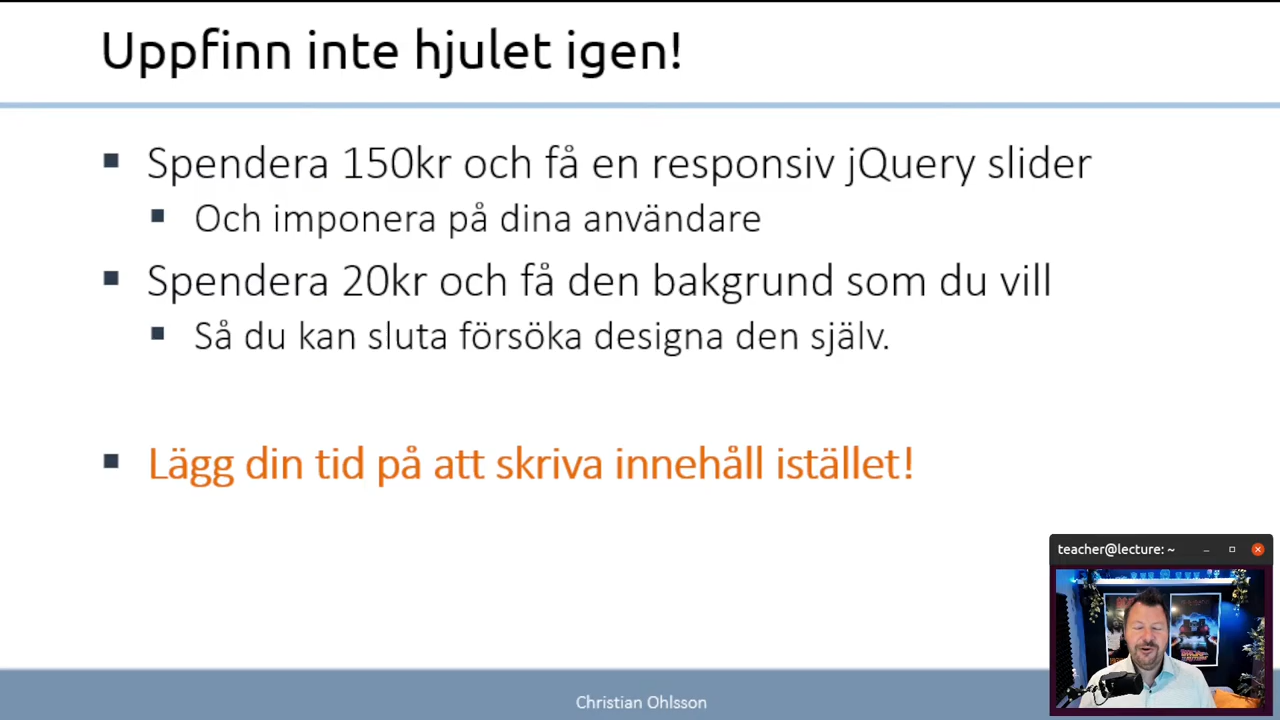 Uppfinn inte hjulet igen!
Spendera 150kr och få en responsiv jQuery slider
Och imponera på dina användare
Spendera 20kr och få den bakgrund som du vill
Så du kan sluta försöka designa den själv.
Lägg din tid på att skriva innehåll istället!
teacher@lecture: ~
Christian Ohlsson